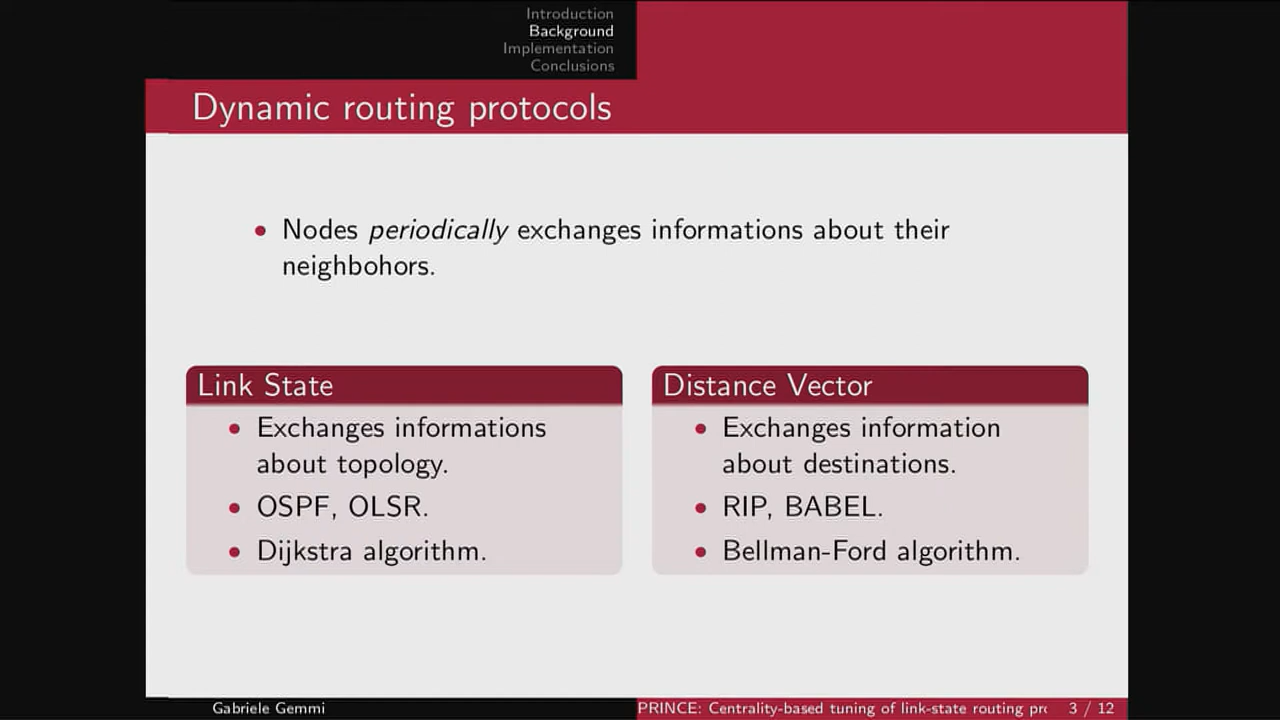 Introduction
Background
Implementation
Conclusions
Dynamic routing protocols
• Nodes periodically exchanges informations about their
neighbohors.
Link State
• Exchanges informations
about topology.
• OSPF, OLSR.
• Dijkstra algorithm.
Distance Vector
• Exchanges information
about destinations.
• RIP, BABEL.
• Bellman-Ford algorithm.
Gabriele Gemmi
PRINCE: Centrality-based tuning of link-state routing pro
3 / 12